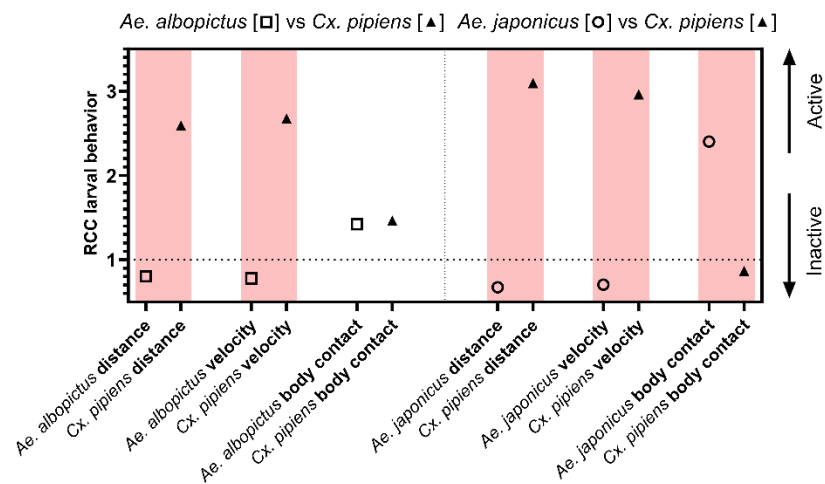 Ae. albopictus [□] vs Cx. pipiens [▲] Ae. japonicus [○] vs Cx. pipiens [▲]
RCC larval behavior
3
2
1
Active
Inactive
Ae. albopictus distance
Cx. pipiens distance
Ae. albopictus velocity
Cx. pipiens velocity
Ae. albopictus body contact
Cx. pipiens body contact
Ae. japonicus distance
Cx. pipiens distance
Ae. japonicus velocity
Cx. pipiens velocity
Ae. japonicus body contact
Cx. pipiens body contact